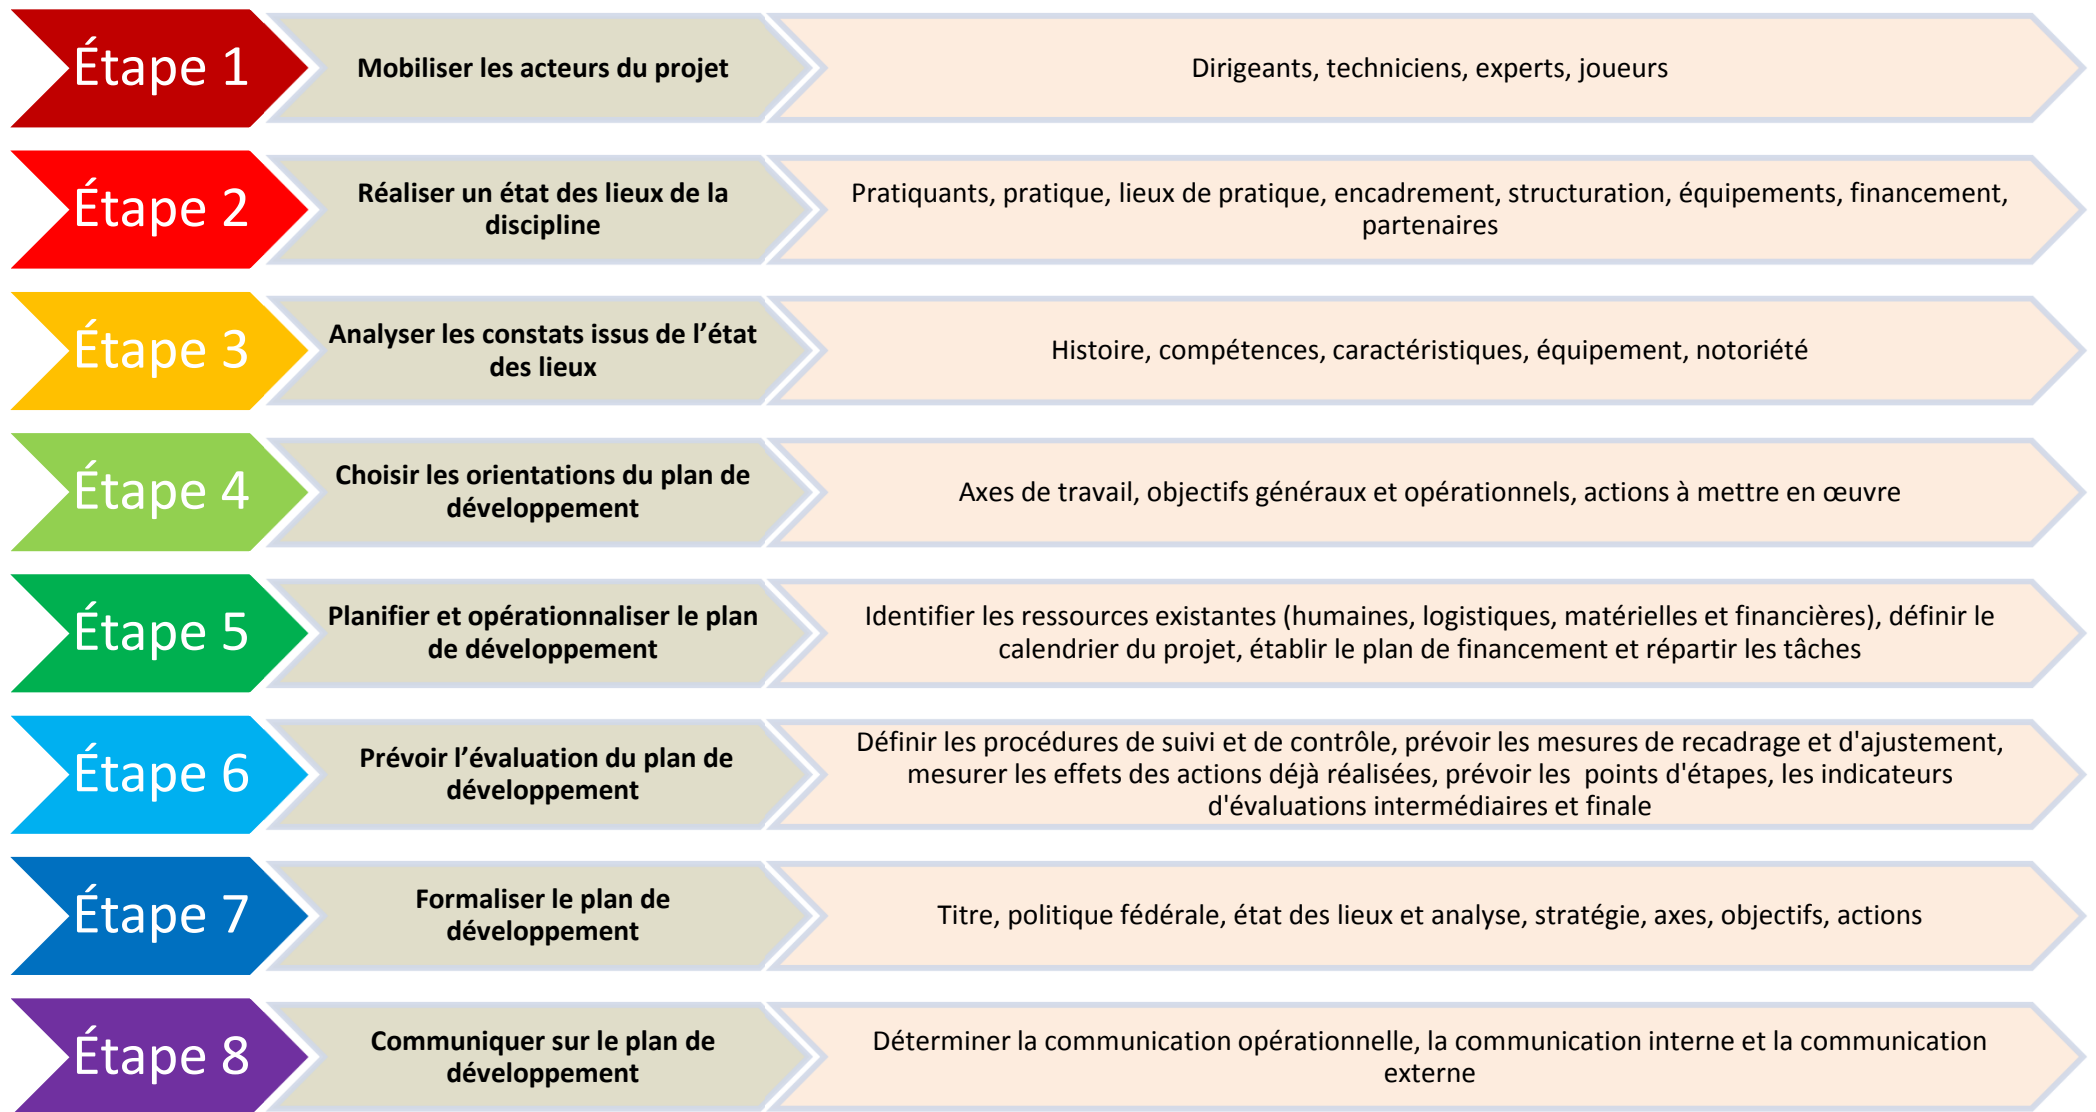 Étape 1
Mobiliser les acteurs du projet
Dirigeants, techniciens, experts, joueurs
Étape 2
Réaliser un état des lieux de la
discipline
Pratiquants, pratique, lieux de pratique, encadrement, structuration, équipements, financement,
partenaires
Étape 3
Analyser les constats issus de l’état
des lieux
Histoire, compétences, caractéristiques, équipement, notoriété
Étape 4
Choisir les orientations du plan de
développement
Axes de travail, objectifs généraux et opérationnels, actions à mettre en œuvre
Étape 5
Planifier et opérationnaliser le plan
de développement
Identifier les ressources existantes (humaines, logistiques, matérielles et financières), définir le
calendrier du projet, établir le plan de financement et répartir les tâches
Étape 6
Prévoir l’évaluation du plan de
développement
Définir les procédures de suivi et de contrôle, prévoir les mesures de recadrage et d'ajustement,
mesurer les effets des actions déjà réalisées, prévoir les  points d'étapes, les indicateurs
d'évaluations intermédiaires et finale
Étape 7
Formaliser le plan de
développement
Titre, politique fédérale, état des lieux et analyse, stratégie, axes, objectifs, actions
Étape 8
Communiquer sur le plan de
développement
Déterminer la communication opérationnelle, la communication interne et la communication
externe